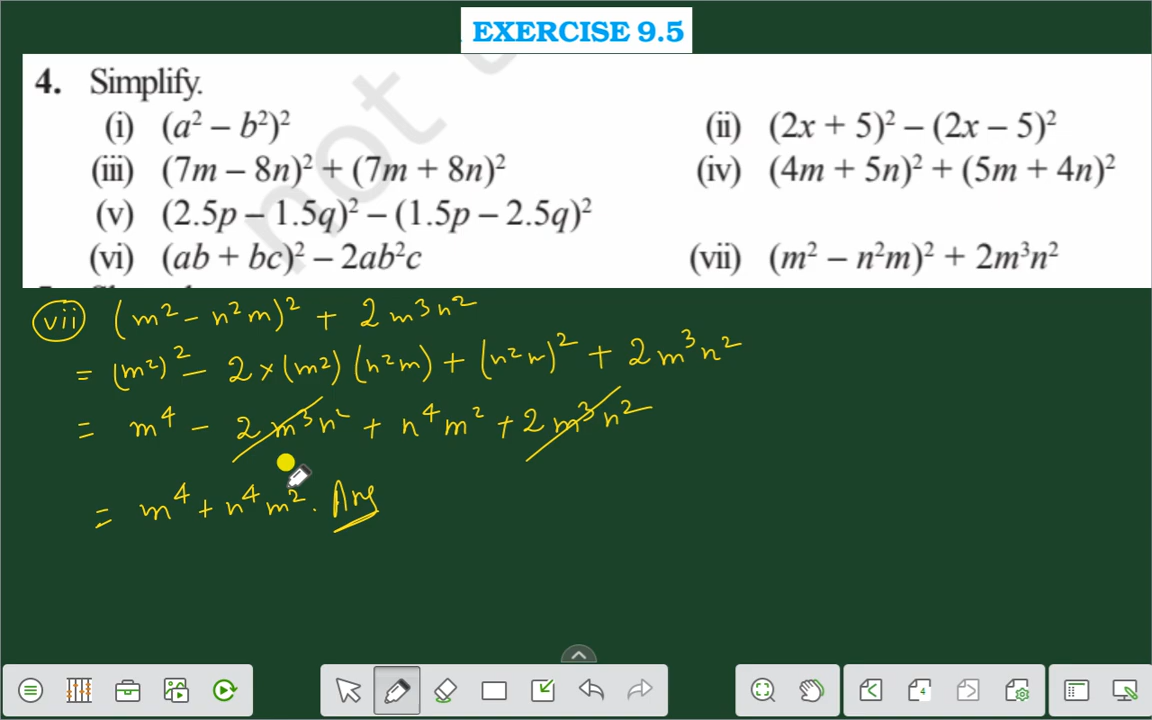 EXERCISE 9.5
4. Simplify.
(i) (a² – b²)² (ii) (2x + 5)² – (2x – 5)²
(iii) (7m – 8n)² + (7m + 8n)² (iv) (4m + 5n)² + (5m + 4n)²
(v) (2.5p – 1.5q)² – (1.5p – 2.5q)²
(vi) (ab + bc)² – 2ab²c (vii) (m² – n²m)² + 2m³n²
not
vii (m² – n²m)² + 2m³n²
= (m²)² – 2 × (m²) (n²m) + (n²m)² + 2m³n²
= m⁴ – 2m³n² + n⁴m² + 2m³n²
= m⁴ + n⁴m². Ans
4